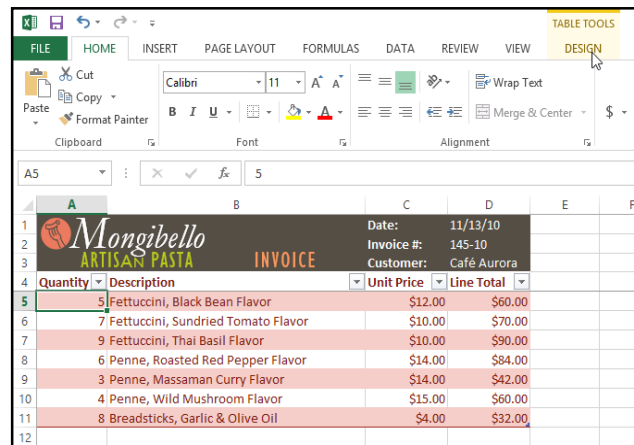 TABLE TOOLS
FILE HOME INSERT PAGE LAYOUT FORMULAS DATA REVIEW VIEW DESIGN
Paste
Cut
Copy
Format Painter
Clipboard
Calibri 11 A A
B I U A
Font
Wrap Text
Merge & Center
Alignment
$
A5 fx 5
A B C D E F
1 Mongibello Date: 11/13/10
2 Invoice #: 145-10
3 ARTISAN PASTA INVOICE Customer: Café Aurora
4 Quantity Description Unit Price Line Total
5 5 Fettuccini, Black Bean Flavor $12.00 $60.00
6 7 Fettuccini, Sundried Tomato Flavor $10.00 $70.00
7 9 Fettuccini, Thai Basil Flavor $10.00 $90.00
8 6 Penne, Roasted Red Pepper Flavor $14.00 $84.00
9 3 Penne, Massaman Curry Flavor $14.00 $42.00
10 4 Penne, Wild Mushroom Flavor $15.00 $60.00
11 8 Breadsticks, Garlic & Olive Oil $4.00 $32.00
12